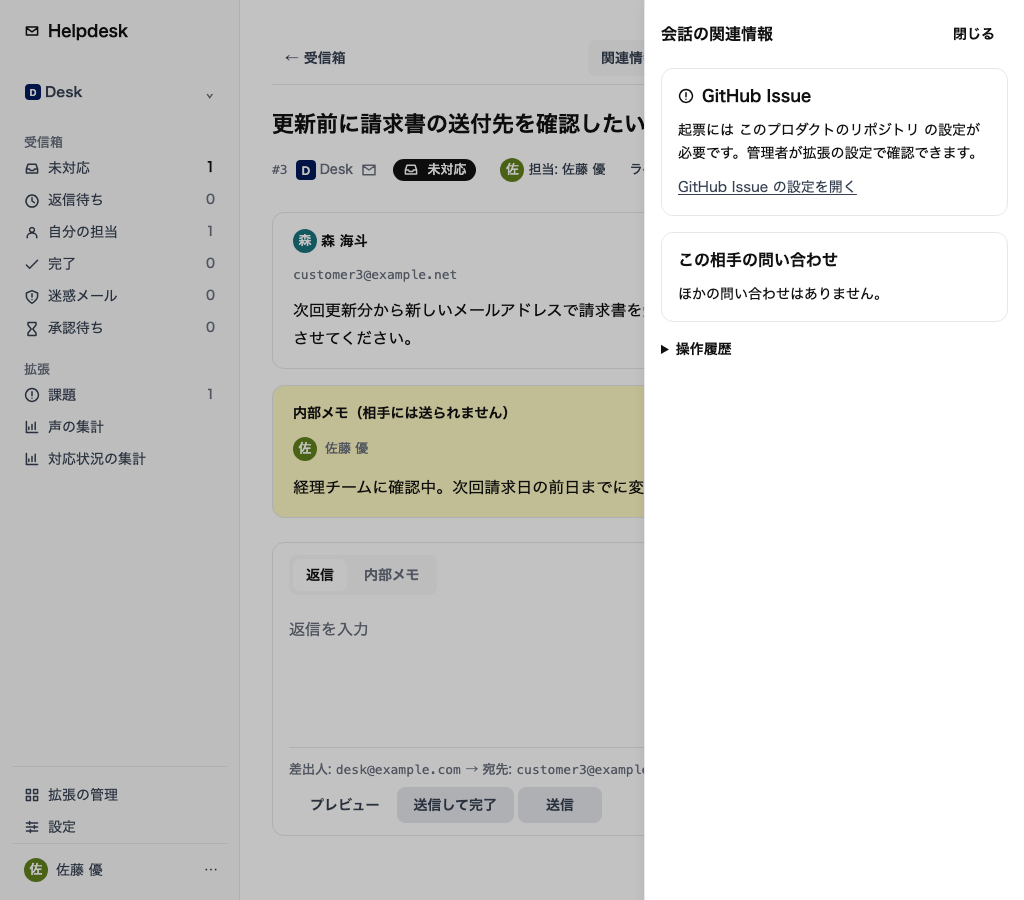 Helpdesk
D Desk
受信箱
未対応 1
返信待ち 0
自分の担当 1
完了 0
迷惑メール 0
承認待ち 0
拡張
課題 1
声の集計
対応状況の集計
拡張の管理
設定
佐 佐藤 優 …
← 受信箱
関連情
更新前に請求書の送付先を確認したい
#3 D Desk 未対応 佐 担当: 佐藤 優 ラ
森 森 海斗
customer3@example.net
次回更新分から新しいメールアドレスで請求書を
させてください。
内部メモ（相手には送られません）
佐 佐藤 優
経理チームに確認中。次回請求日の前日までに変
返信 内部メモ
返信を入力
差出人: desk@example.com → 宛先: customer3@example
プレビュー 送信して完了 送信
会話の関連情報 閉じる
GitHub Issue
起票には このプロダクトのリポジトリ の設定が
必要です。管理者が拡張の設定で確認できます。
GitHub Issue の設定を開く
この相手の問い合わせ
ほかの問い合わせはありません。
▶ 操作履歴